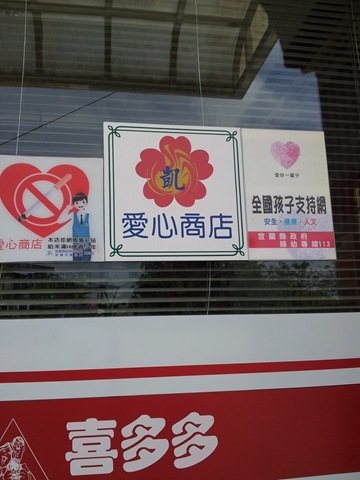 愛心商店
凱
愛心商店
愛你一輩子
全國孩子支持網
安全·健康·人文
宜蘭縣政府
婦幼專線113
喜多多